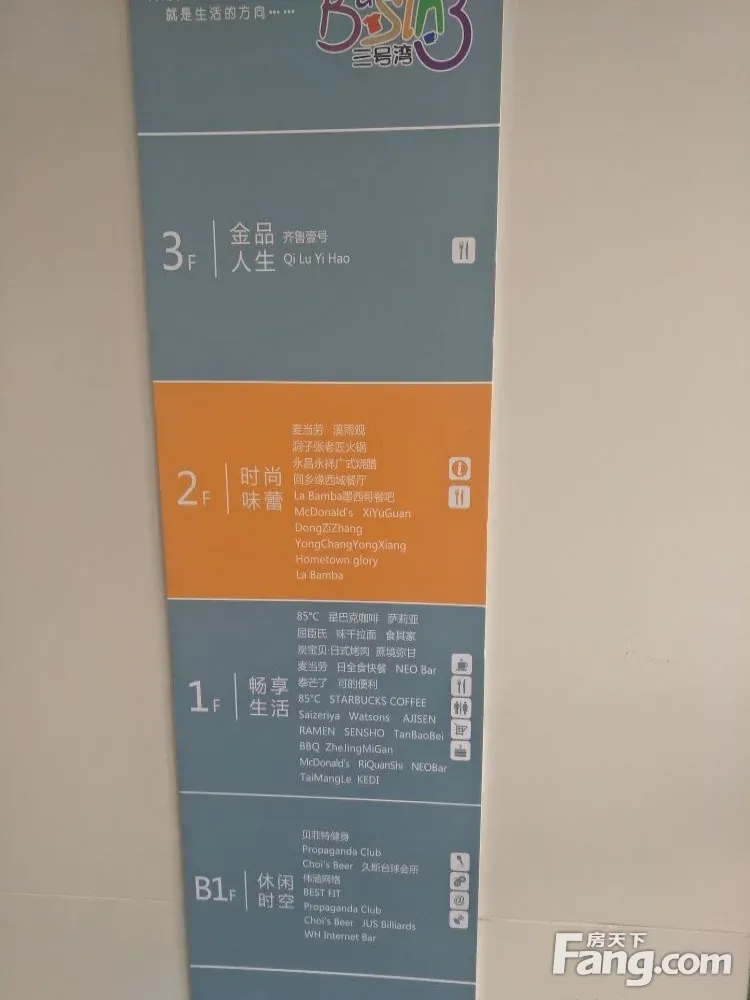 就是生活的方向……
三号湾
3F
金品
人生
齐鲁壹号
Qi Lu Yi Hao
2F
时尚
味蕾
麦当劳 溪雨观
洞子张老匠火锅
永昌永祥广式烧腊
回乡缘西域餐厅
La Bamba墨西哥餐吧
McDonald's XiYuGuan
DongZiZhang
YongChangYongXiang
Hometown glory
La Bamba
1F
畅享
生活
85°C 星巴克咖啡 萨莉亚
屈臣氏 味千拉面 食其家
炭宝贝·日式烤肉 蔗境弥甘
麦当劳 日全食快餐 NEO Bar
泰芒了 可的便利
85°C STARBUCKS COFFEE
Saizeriya Watsons AJISEN
RAMEN SENSHO TanBaoBei
BBQ ZheJingMiGan
McDonald's RiQuanShi NEOBar
TaiMangLe KEDI
B1F
休闲
时空
贝菲特健身
Propaganda Club
Choi's Beer 久斯台球会所
伟涵网络
BEST FIT
Propaganda Club
Choi's Beer JUS Billiards
WH Internet Bar
房天下
Fang.com